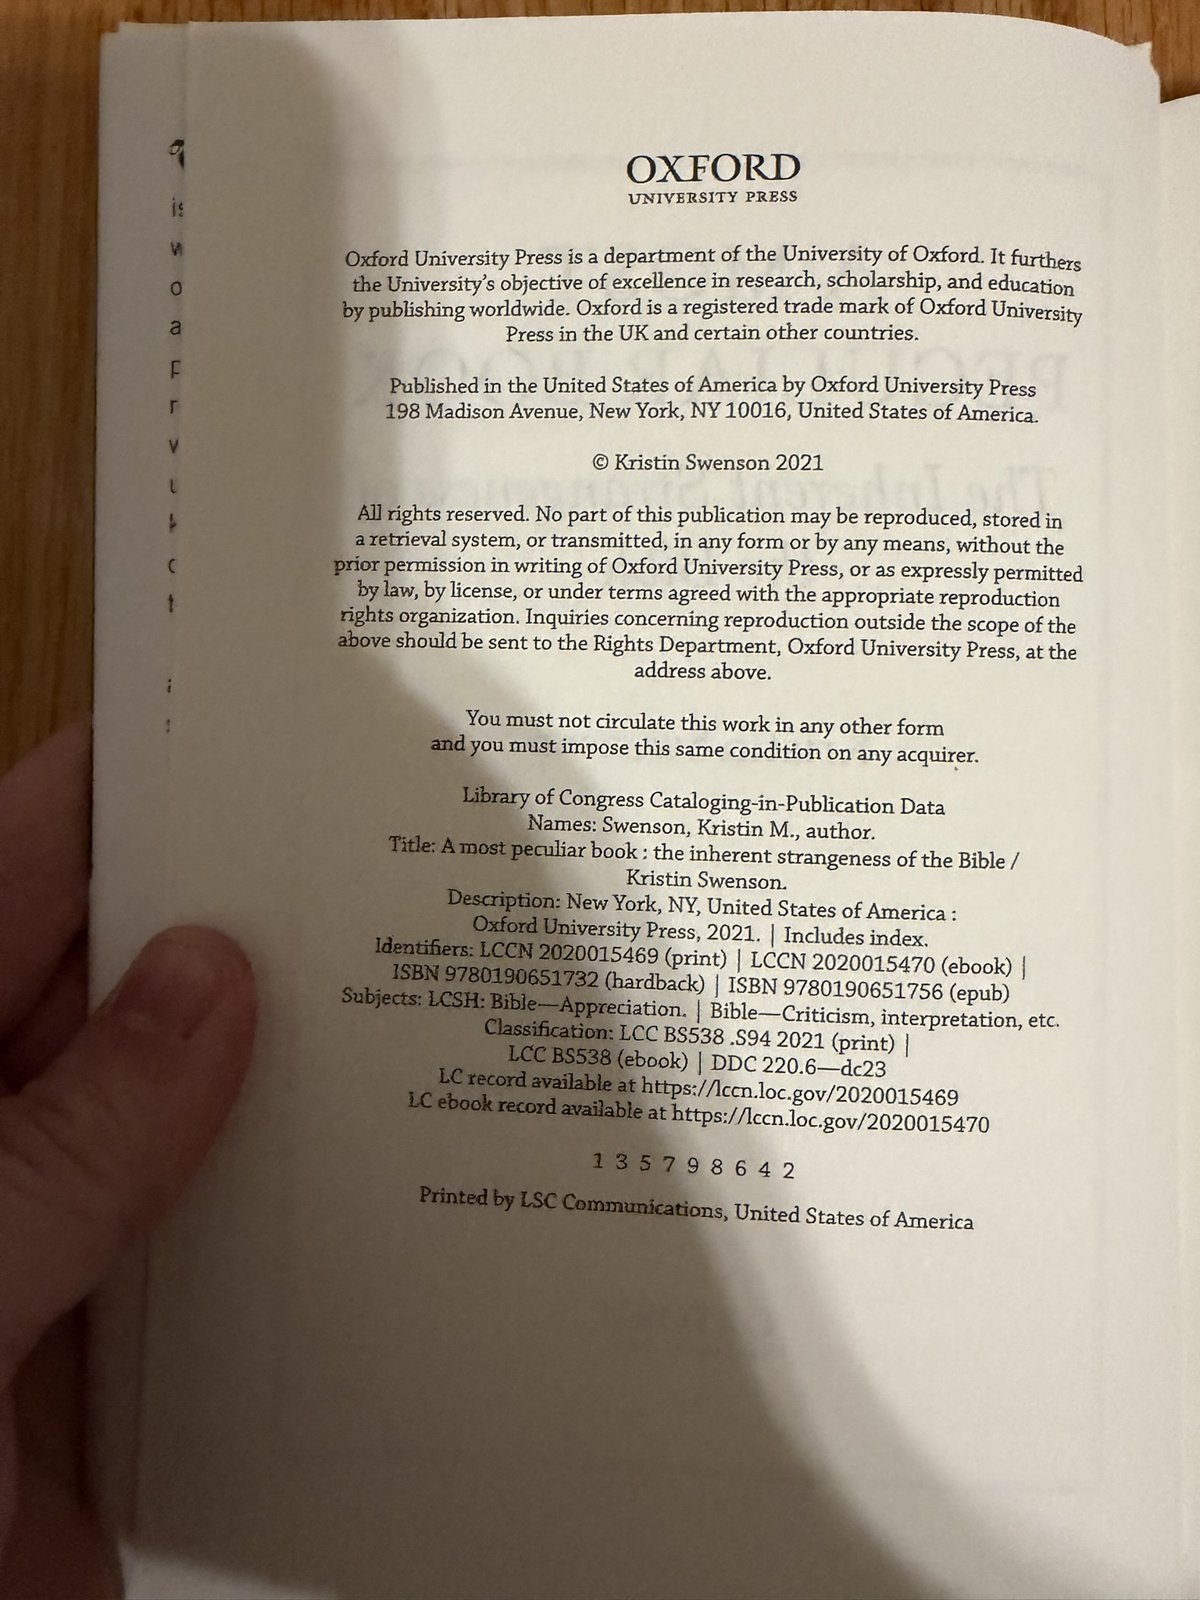 OXFORD
UNIVERSITY PRESS
Oxford University Press is a department of the University of Oxford. It furthers
the University's objective of excellence in research, scholarship, and education
by publishing worldwide. Oxford is a registered trade mark of Oxford University
Press in the UK and certain other countries.
Published in the United States of America by Oxford University Press
198 Madison Avenue, New York, NY 10016, United States of America.
© Kristin Swenson 2021
All rights reserved. No part of this publication may be reproduced, stored in
a retrieval system, or transmitted, in any form or by any means, without the
prior permission in writing of Oxford University Press, or as expressly permitted
by law, by license, or under terms agreed with the appropriate reproduction
rights organization. Inquiries concerning reproduction outside the scope of the
above should be sent to the Rights Department, Oxford University Press, at the
address above.
You must not circulate this work in any other form
and you must impose this same condition on any acquirer.
Library of Congress Cataloging-in-Publication Data
Names: Swenson, Kristin M., author.
Title: A most peculiar book : the inherent strangeness of the Bible /
Kristin Swenson.
Description: New York, NY, United States of America :
Oxford University Press, 2021. | Includes index.
Identifiers: LCCN 2020015469 (print) | LCCN 2020015470 (ebook) |
ISBN 9780190651732 (hardback) | ISBN 9780190651756 (epub)
Subjects: LCSH: Bible—Appreciation. | Bible—Criticism, interpretation, etc.
Classification: LCC BS538 .S94 2021 (print) |
LCC BS538 (ebook) | DDC 220.6—dc23
LC record available at https://lccn.loc.gov/2020015469
LC ebook record available at https://lccn.loc.gov/2020015470
1 3 5 7 9 8 6 4 2
Printed by LSC Communications, United States of America